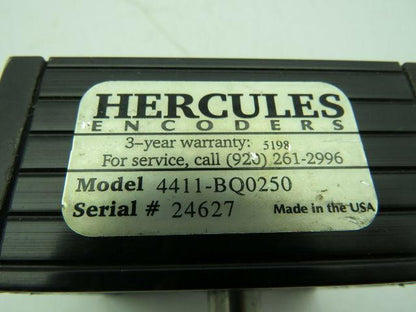 HERCULES
ENCODERS
3-year warranty: 5198
For service, call (920) 261-2996
Model 4411-BQ0250
Serial # 24627 Made in the USA